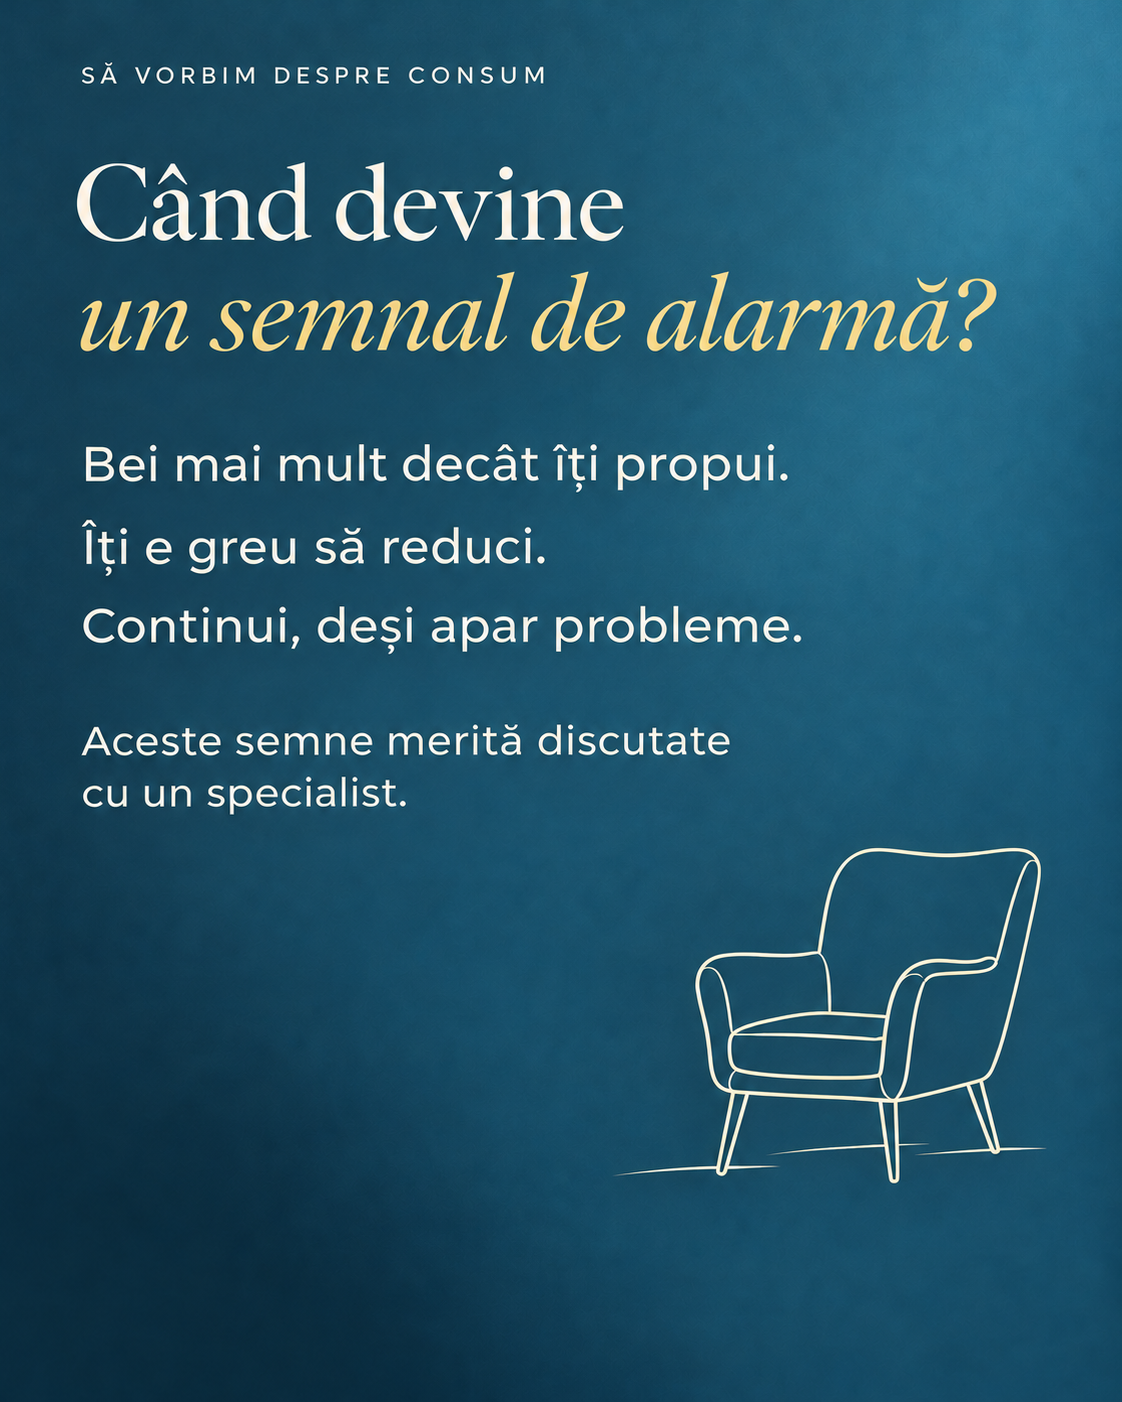 SĂ VORBIM DESPRE CONSUM
Când devine
un semnal de alarmă?
Bei mai mult decât îți propui.
Îți e greu să reduci.
Continui, deși apar probleme.
Aceste semne merită discutate
cu un specialist.